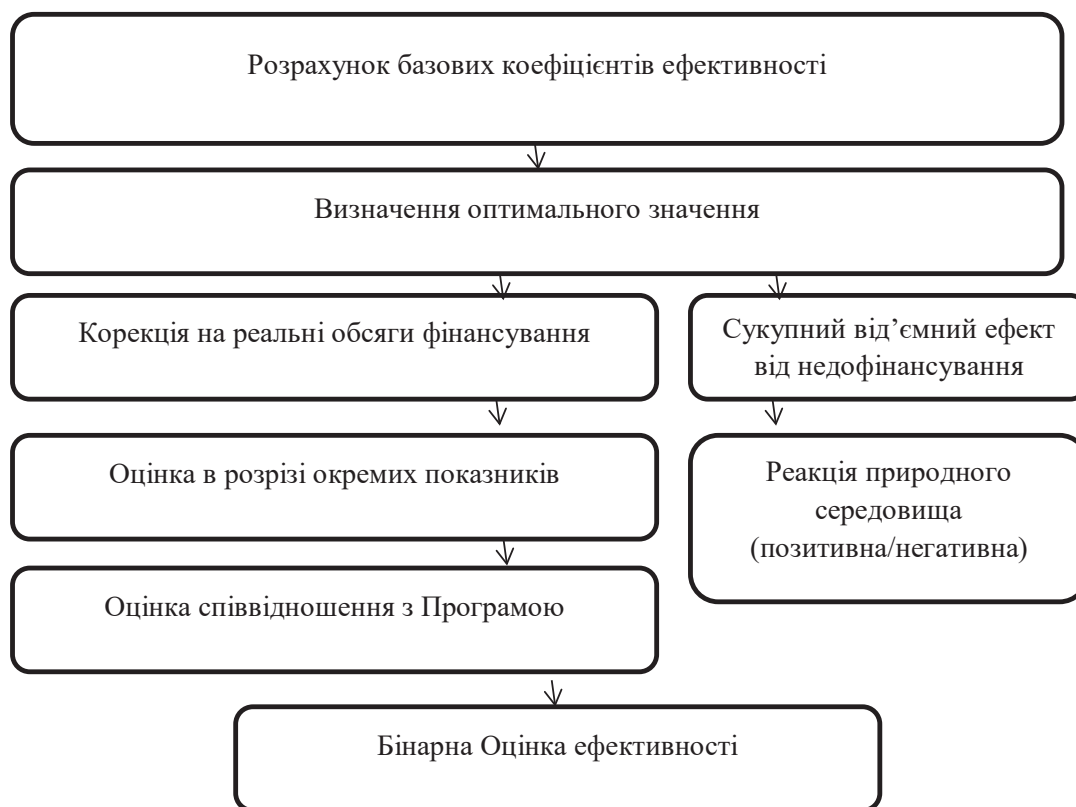 Розрахунок базових коефіцієнтів ефективності
Визначення оптимального значення
Корекція на реальні обсяги фінансування
Сукупний від’ємний ефект
від недофінансування
Оцінка в розрізі окремих показників
Реакція природного
середовища
(позитивна/негативна)
Оцінка співвідношення з Програмою
Бінарна Оцінка ефективності